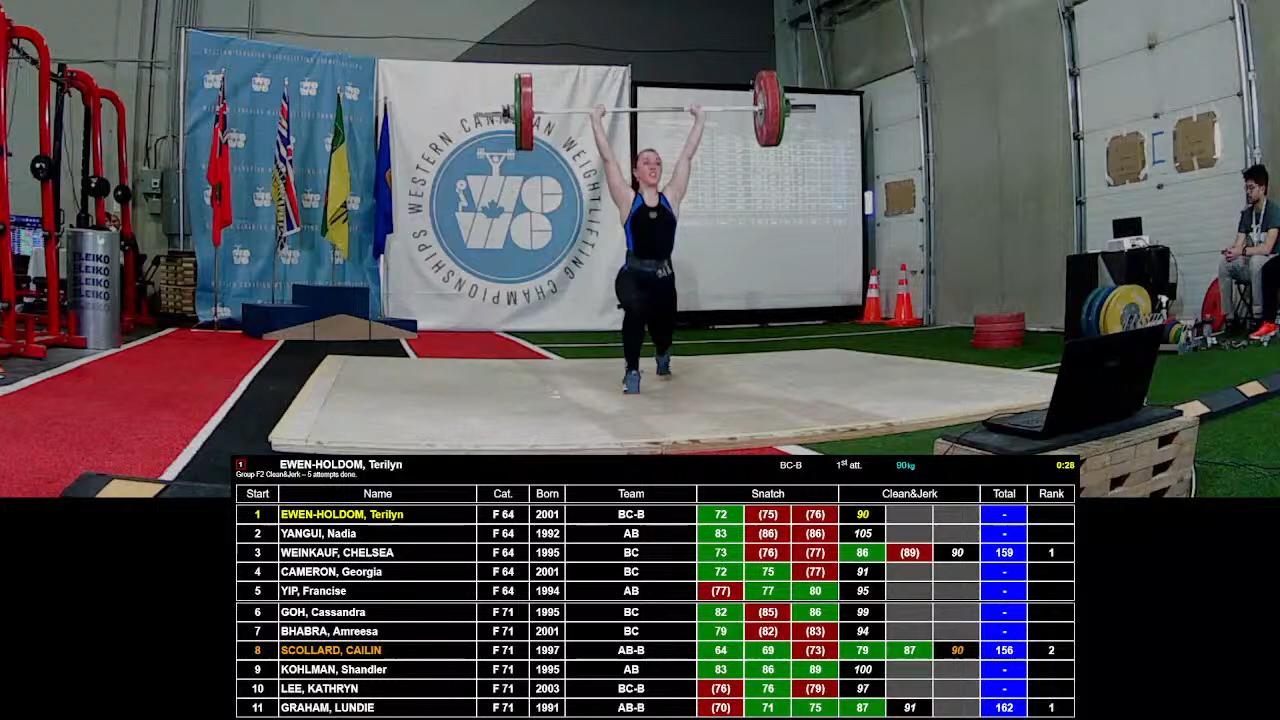 WESTERN CANADIAN WEIGHTLIFTING CHAMPIONSHIPS
WC
WC
ELEIKO
ELEIKO
ELEIKO
ELEIKO
1 EWEN-HOLDOM, Terilyn BC-B 1st att. 90kg 0:28
Group F2 Clean&Jerk – 5 attempts done.
Start Name Cat. Born Team Snatch Clean&Jerk Total Rank
1 EWEN-HOLDOM, Terilyn F 64 2001 BC-B 72 (75) (76) 90 -
2 YANGUI, Nadia F 64 1992 AB 83 (86) (86) 105 -
3 WEINKAUF, CHELSEA F 64 1995 BC 73 (76) (77) 86 (89) 90 159 1
4 CAMERON, Georgia F 64 2001 BC 72 75 (77) 91 -
5 YIP, Francise F 64 1994 AB (77) 77 80 95 -
6 GOH, Cassandra F 71 1995 BC 82 (85) 86 99 -
7 BHABRA, Amreesa F 71 2001 BC 79 (82) (83) 94 -
8 SCOLLARD, CAILIN F 71 1997 AB-B 64 69 (73) 79 87 90 156 2
9 KOHLMAN, Shandler F 71 1995 AB 83 86 89 100 -
10 LEE, KATHRYN F 71 2003 BC-B (76) 76 (79) 97 -
11 GRAHAM, LUNDIE F 71 1991 AB-B (70) 71 75 87 91 162 1